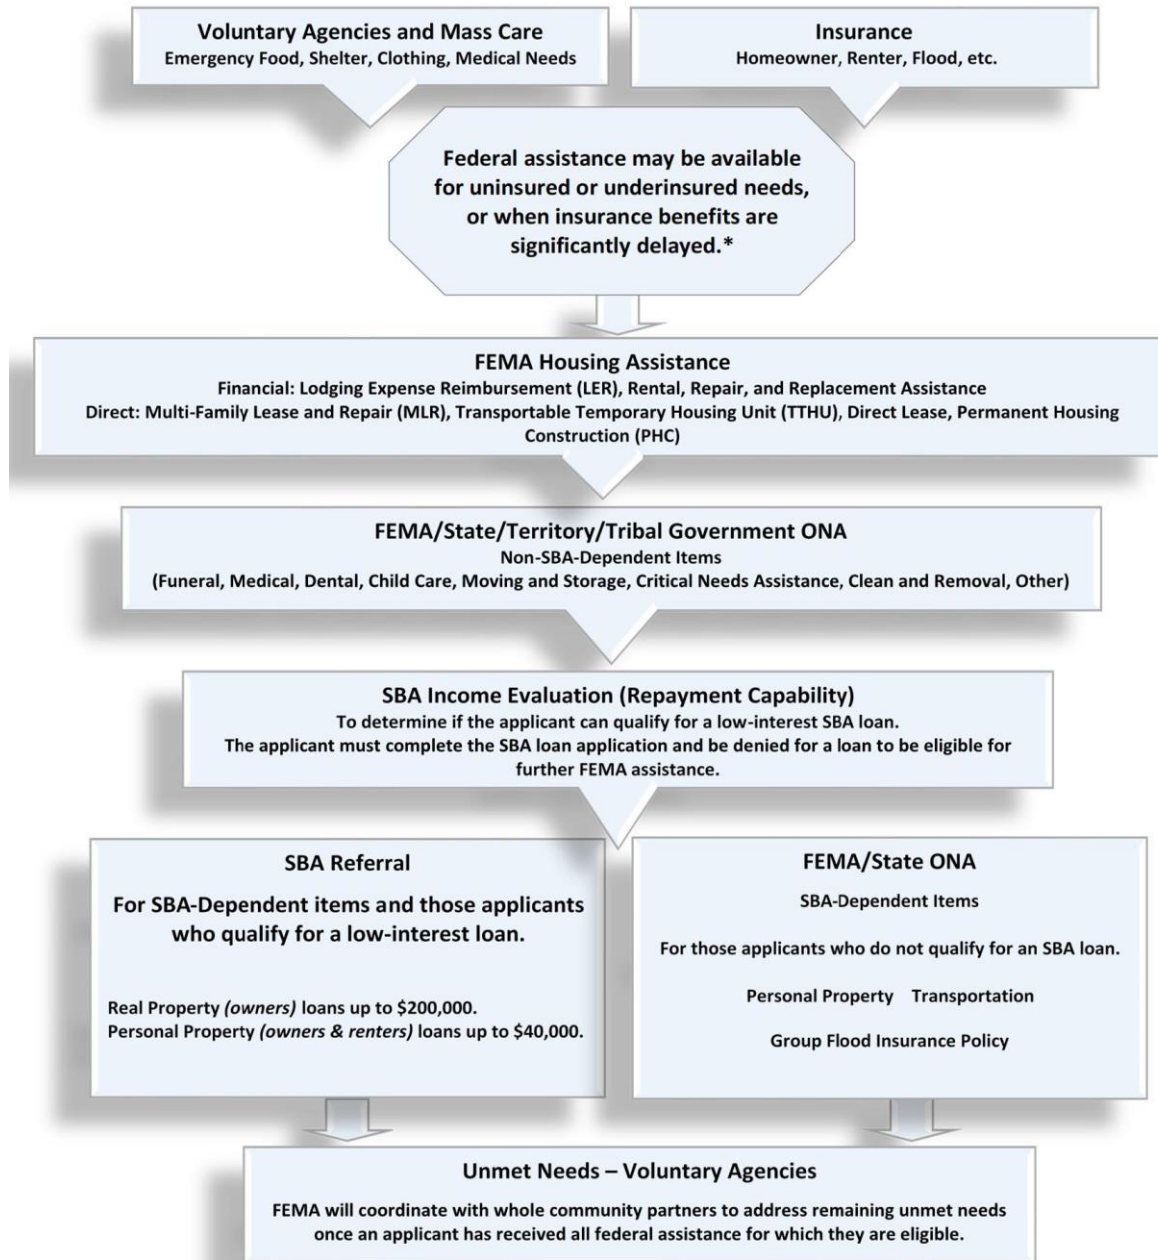 Voluntary Agencies and Mass Care
Emergency Food, Shelter, Clothing, Medical Needs
Insurance
Homeowner, Renter, Flood, etc.
Federal assistance may be available
for uninsured or underinsured needs,
or when insurance benefits are
significantly delayed.*
FEMA Housing Assistance
Financial: Lodging Expense Reimbursement (LER), Rental, Repair, and Replacement Assistance
Direct: Multi-Family Lease and Repair (MLR), Transportable Temporary Housing Unit (TTHU), Direct Lease, Permanent Housing
Construction (PHC)
FEMA/State/Territory/Tribal Government ONA
Non-SBA-Dependent Items
(Funeral, Medical, Dental, Child Care, Moving and Storage, Critical Needs Assistance, Clean and Removal, Other)
SBA Income Evaluation (Repayment Capability)
To determine if the applicant can qualify for a low-interest SBA loan.
The applicant must complete the SBA loan application and be denied for a loan to be eligible for
further FEMA assistance.
SBA Referral
For SBA-Dependent items and those applicants
who qualify for a low-interest loan.
Real Property (owners) loans up to $200,000.
Personal Property (owners & renters) loans up to $40,000.
FEMA/State ONA
SBA-Dependent Items
For those applicants who do not qualify for an SBA loan.
Personal Property Transportation
Group Flood Insurance Policy
Unmet Needs – Voluntary Agencies
FEMA will coordinate with whole community partners to address remaining unmet needs
once an applicant has received all federal assistance for which they are eligible.